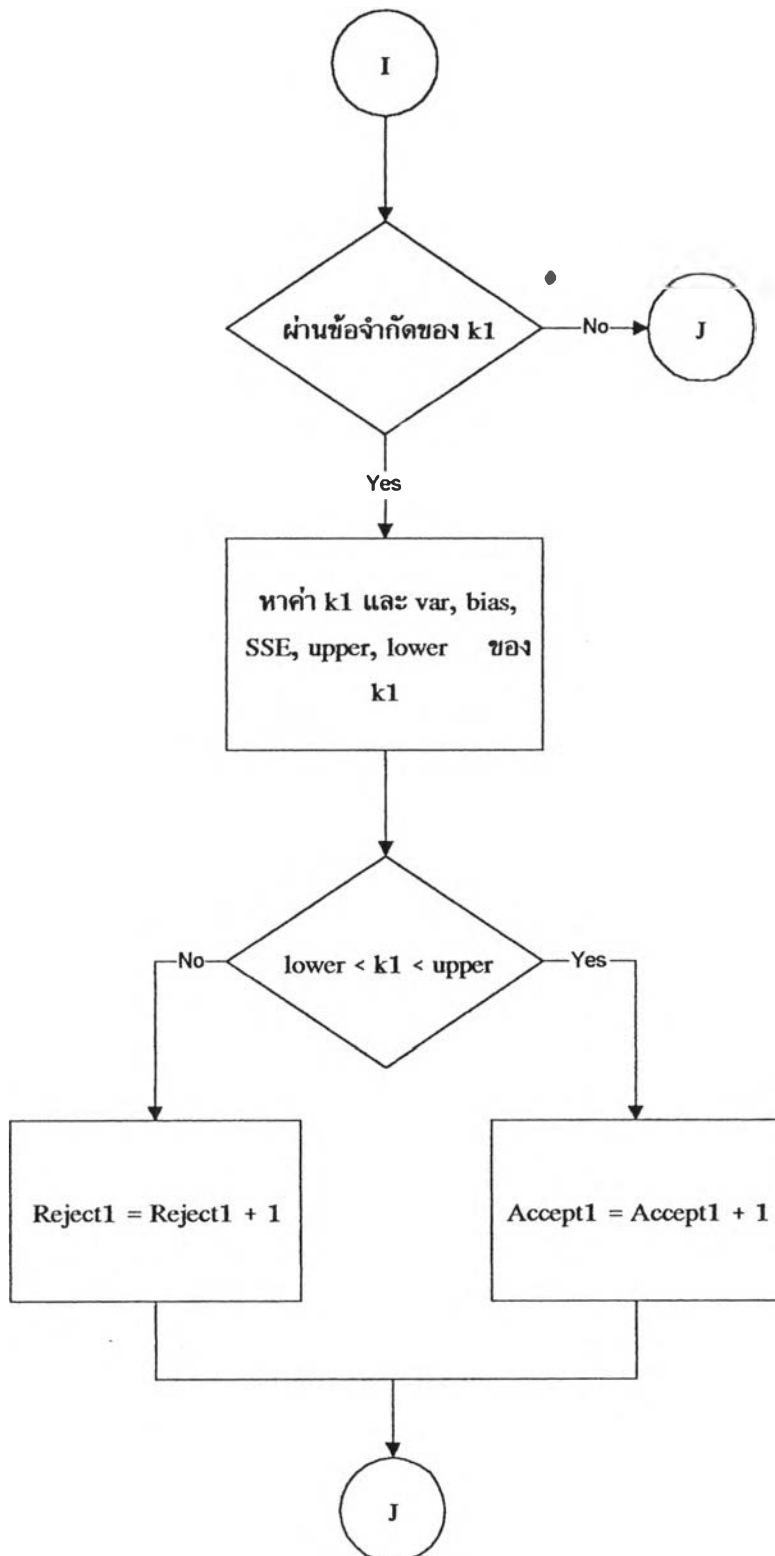 I
ผ่านข้อจำกัดของ k1
No
J
Yes
หาค่า k1 และ var, bias,
SSE, upper, lower ของ
k1
No
lower < k1 < upper
Yes
Reject1 = Reject1 + 1
Accept1 = Accept1 + 1
J